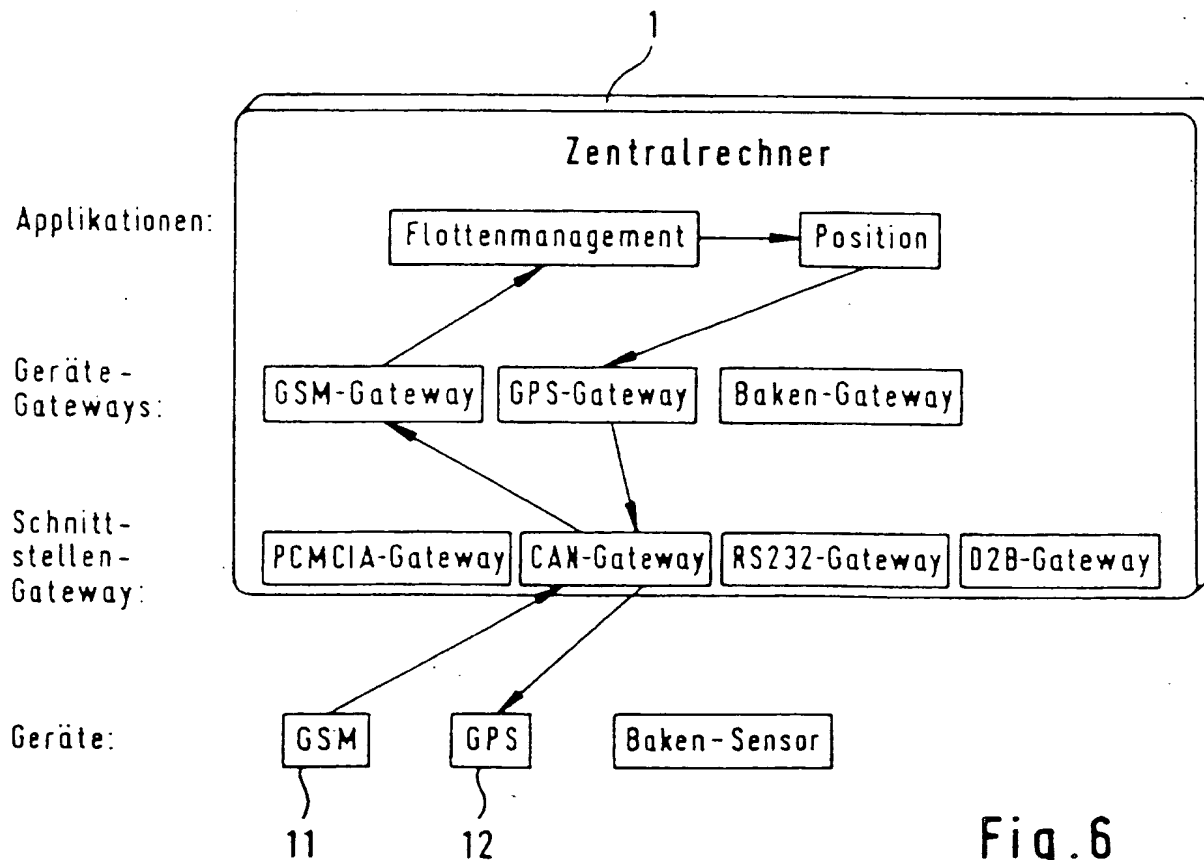 1
Zentralrechner
Applikationen:
Flottenmanagement
Position
Geräte-
Gateways:
GSM-Gateway
GPS-Gateway
Baken-Gateway
Schnitt-
stellen-
Gateway:
PCMCIA-Gateway
CAN-Gateway
RS232-Gateway
D2B-Gateway
Geräte:
GSM
GPS
Baken-Sensor
11
12
Fig.6